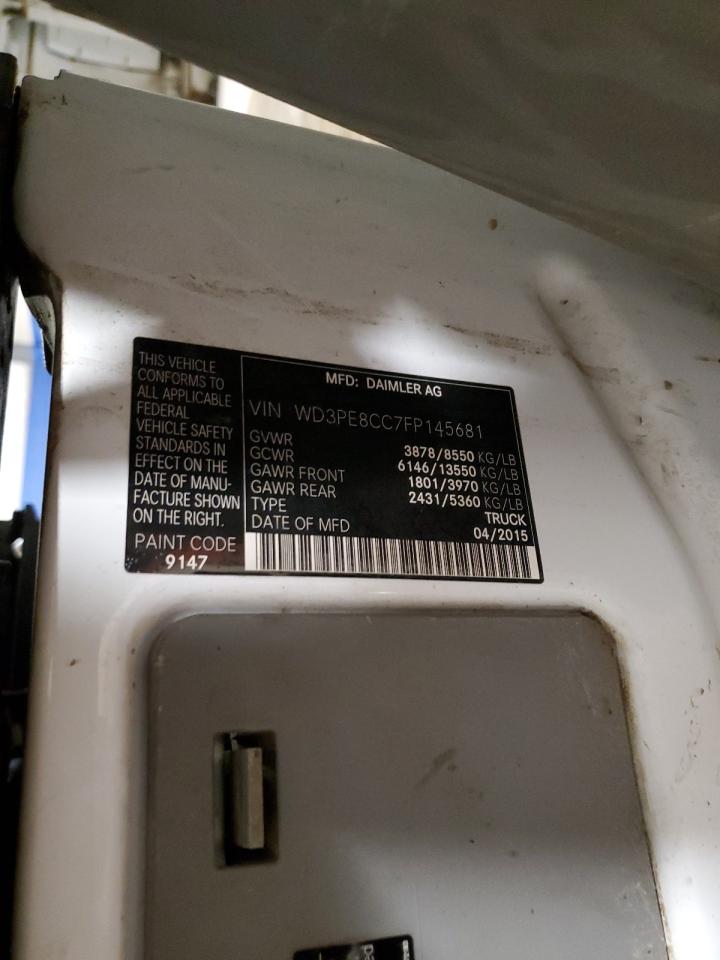 THIS VEHICLE
CONFORMS TO
ALL APPLICABLE
FEDERAL
VEHICLE SAFETY
STANDARDS IN
EFFECT ON THE
DATE OF MANU-
FACTURE SHOWN
ON THE RIGHT.
PAINT CODE
9147
MFD: DAIMLER AG
VIN WD3PE8CC7FP145681
GVWR 3878/8550 KG/LB
GCWR 6146/13550 KG/LB
GAWR FRONT 1801/3970 KG/LB
GAWR REAR 2431/5360 KG/LB
TYPE TRUCK
DATE OF MFD 04/2015